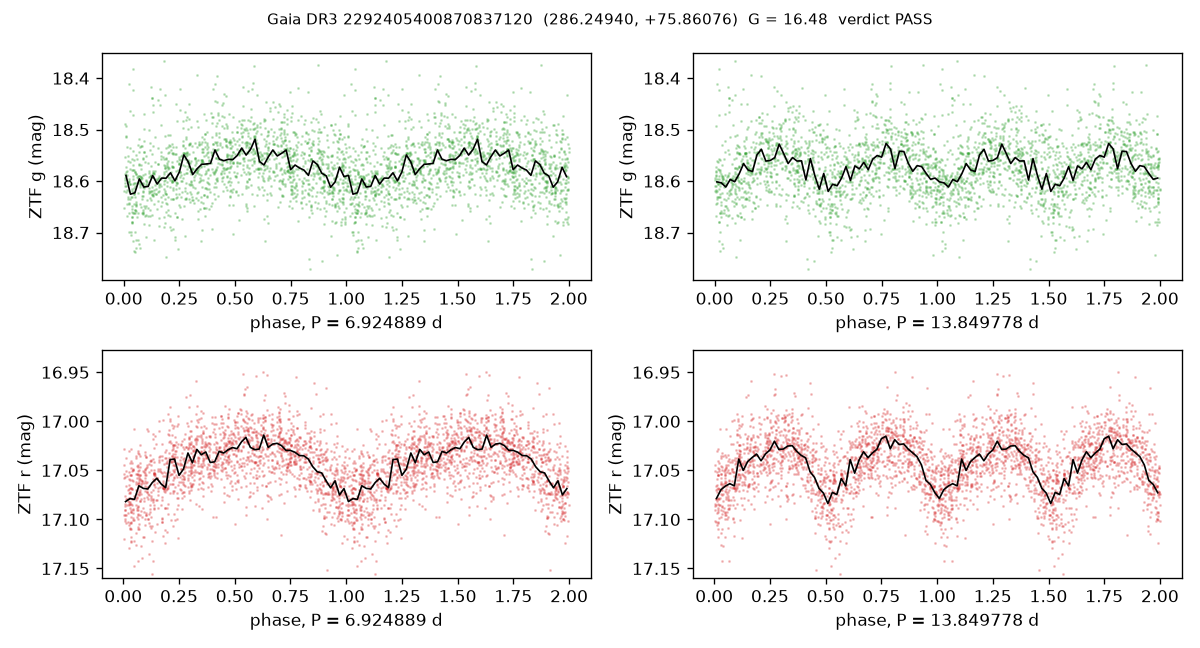 Gaia DR3 2292405400870837120  (286.24940, +75.86076)  G = 16.48  verdict PASS
ZTF g (mag)
18.4
18.5
18.6
18.7
0.00 0.25 0.50 0.75 1.00 1.25 1.50 1.75 2.00
phase, P = 6.924889 d
ZTF g (mag)
18.4
18.5
18.6
18.7
0.00 0.25 0.50 0.75 1.00 1.25 1.50 1.75 2.00
phase, P = 13.849778 d
ZTF r (mag)
16.95
17.00
17.05
17.10
17.15
0.00 0.25 0.50 0.75 1.00 1.25 1.50 1.75 2.00
phase, P = 6.924889 d
ZTF r (mag)
16.95
17.00
17.05
17.10
17.15
0.00 0.25 0.50 0.75 1.00 1.25 1.50 1.75 2.00
phase, P = 13.849778 d